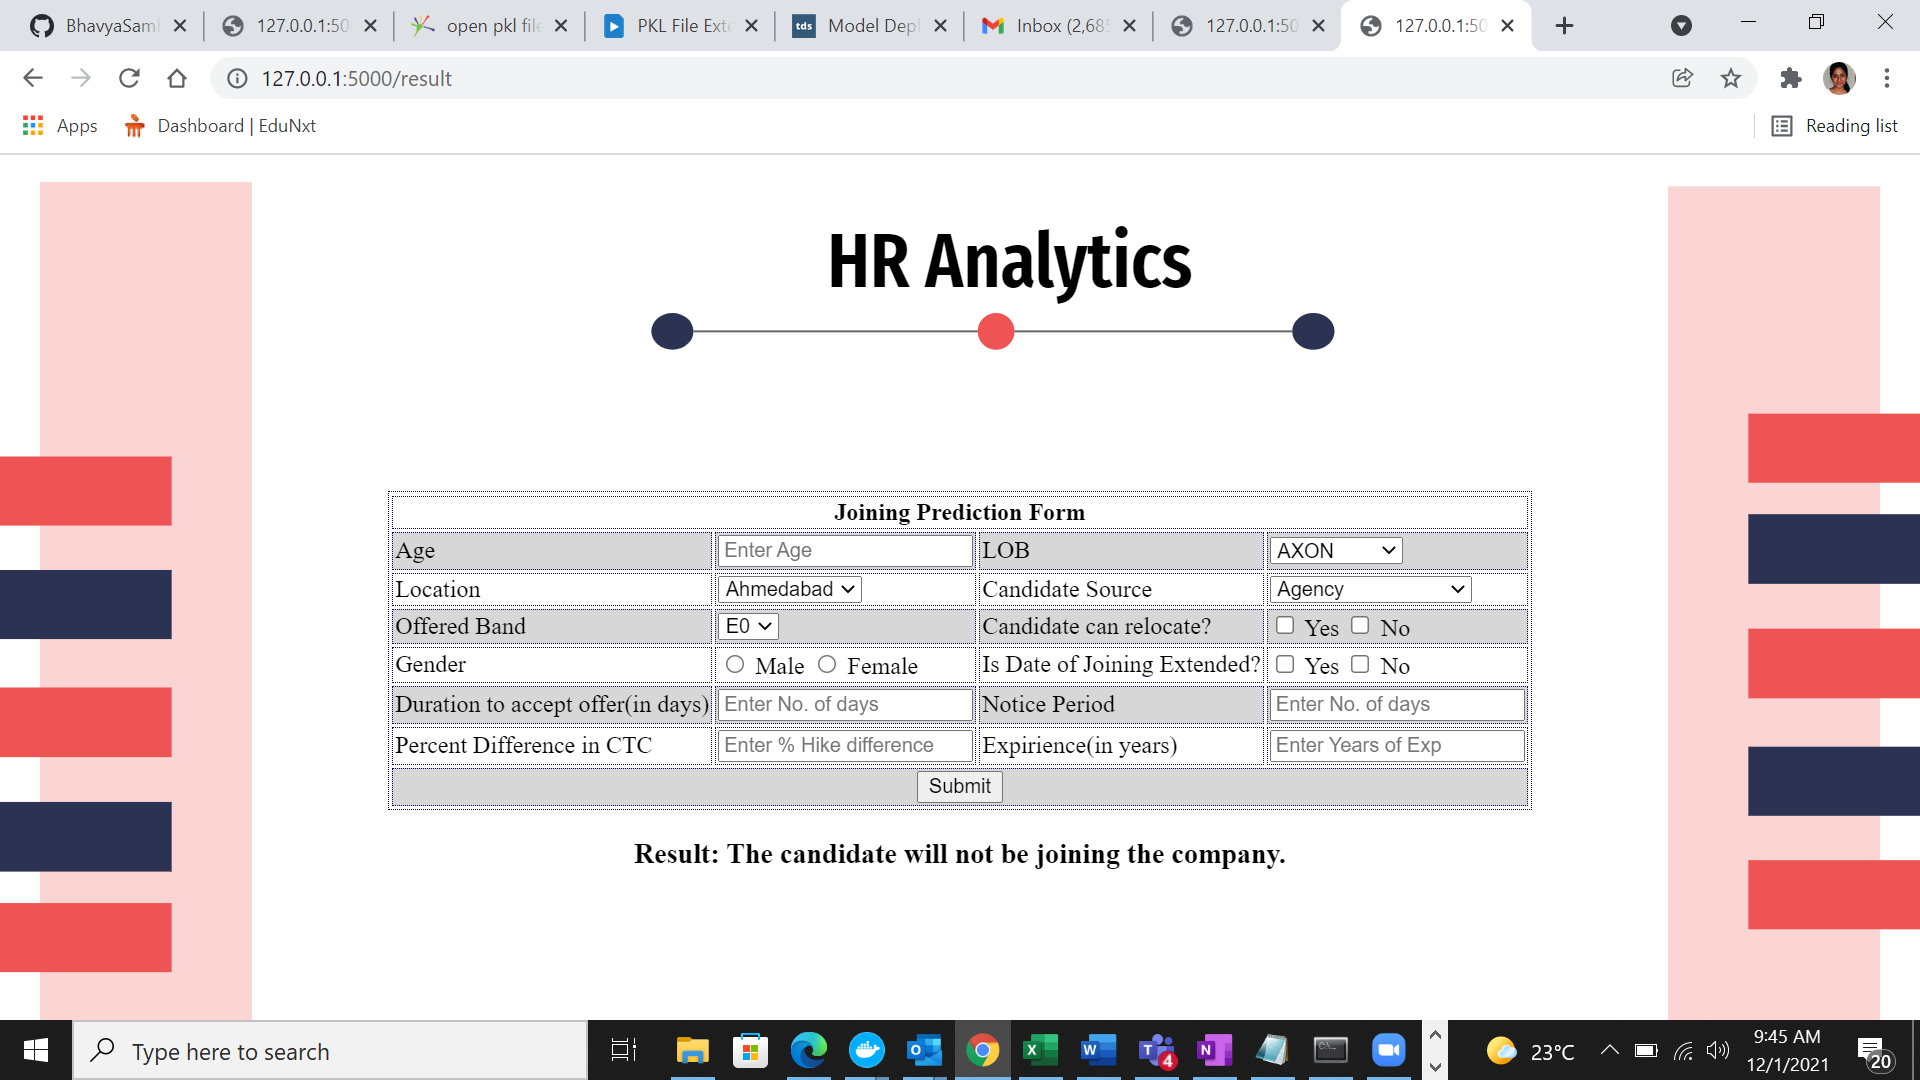 BhavyaSaml 127.0.0.1:50 open pkl file PKL File Exte Model Depl Inbox (2,685 127.0.0.1:50 127.0.0.1:50
127.0.0.1:5000/result
Apps Dashboard | EduNxt Reading list
HR Analytics
Joining Prediction Form
Age Enter Age LOB AXON
Location Ahmedabad Candidate Source Agency
Offered Band E0 Candidate can relocate? Yes No
Gender Male Female Is Date of Joining Extended? Yes No
Duration to accept offer(in days) Enter No. of days Notice Period Enter No. of days
Percent Difference in CTC Enter % Hike difference Expirience(in years) Enter Years of Exp
Submit
Result: The candidate will not be joining the company.
Type here to search 23°C 9:45 AM
12/1/2021
4 20